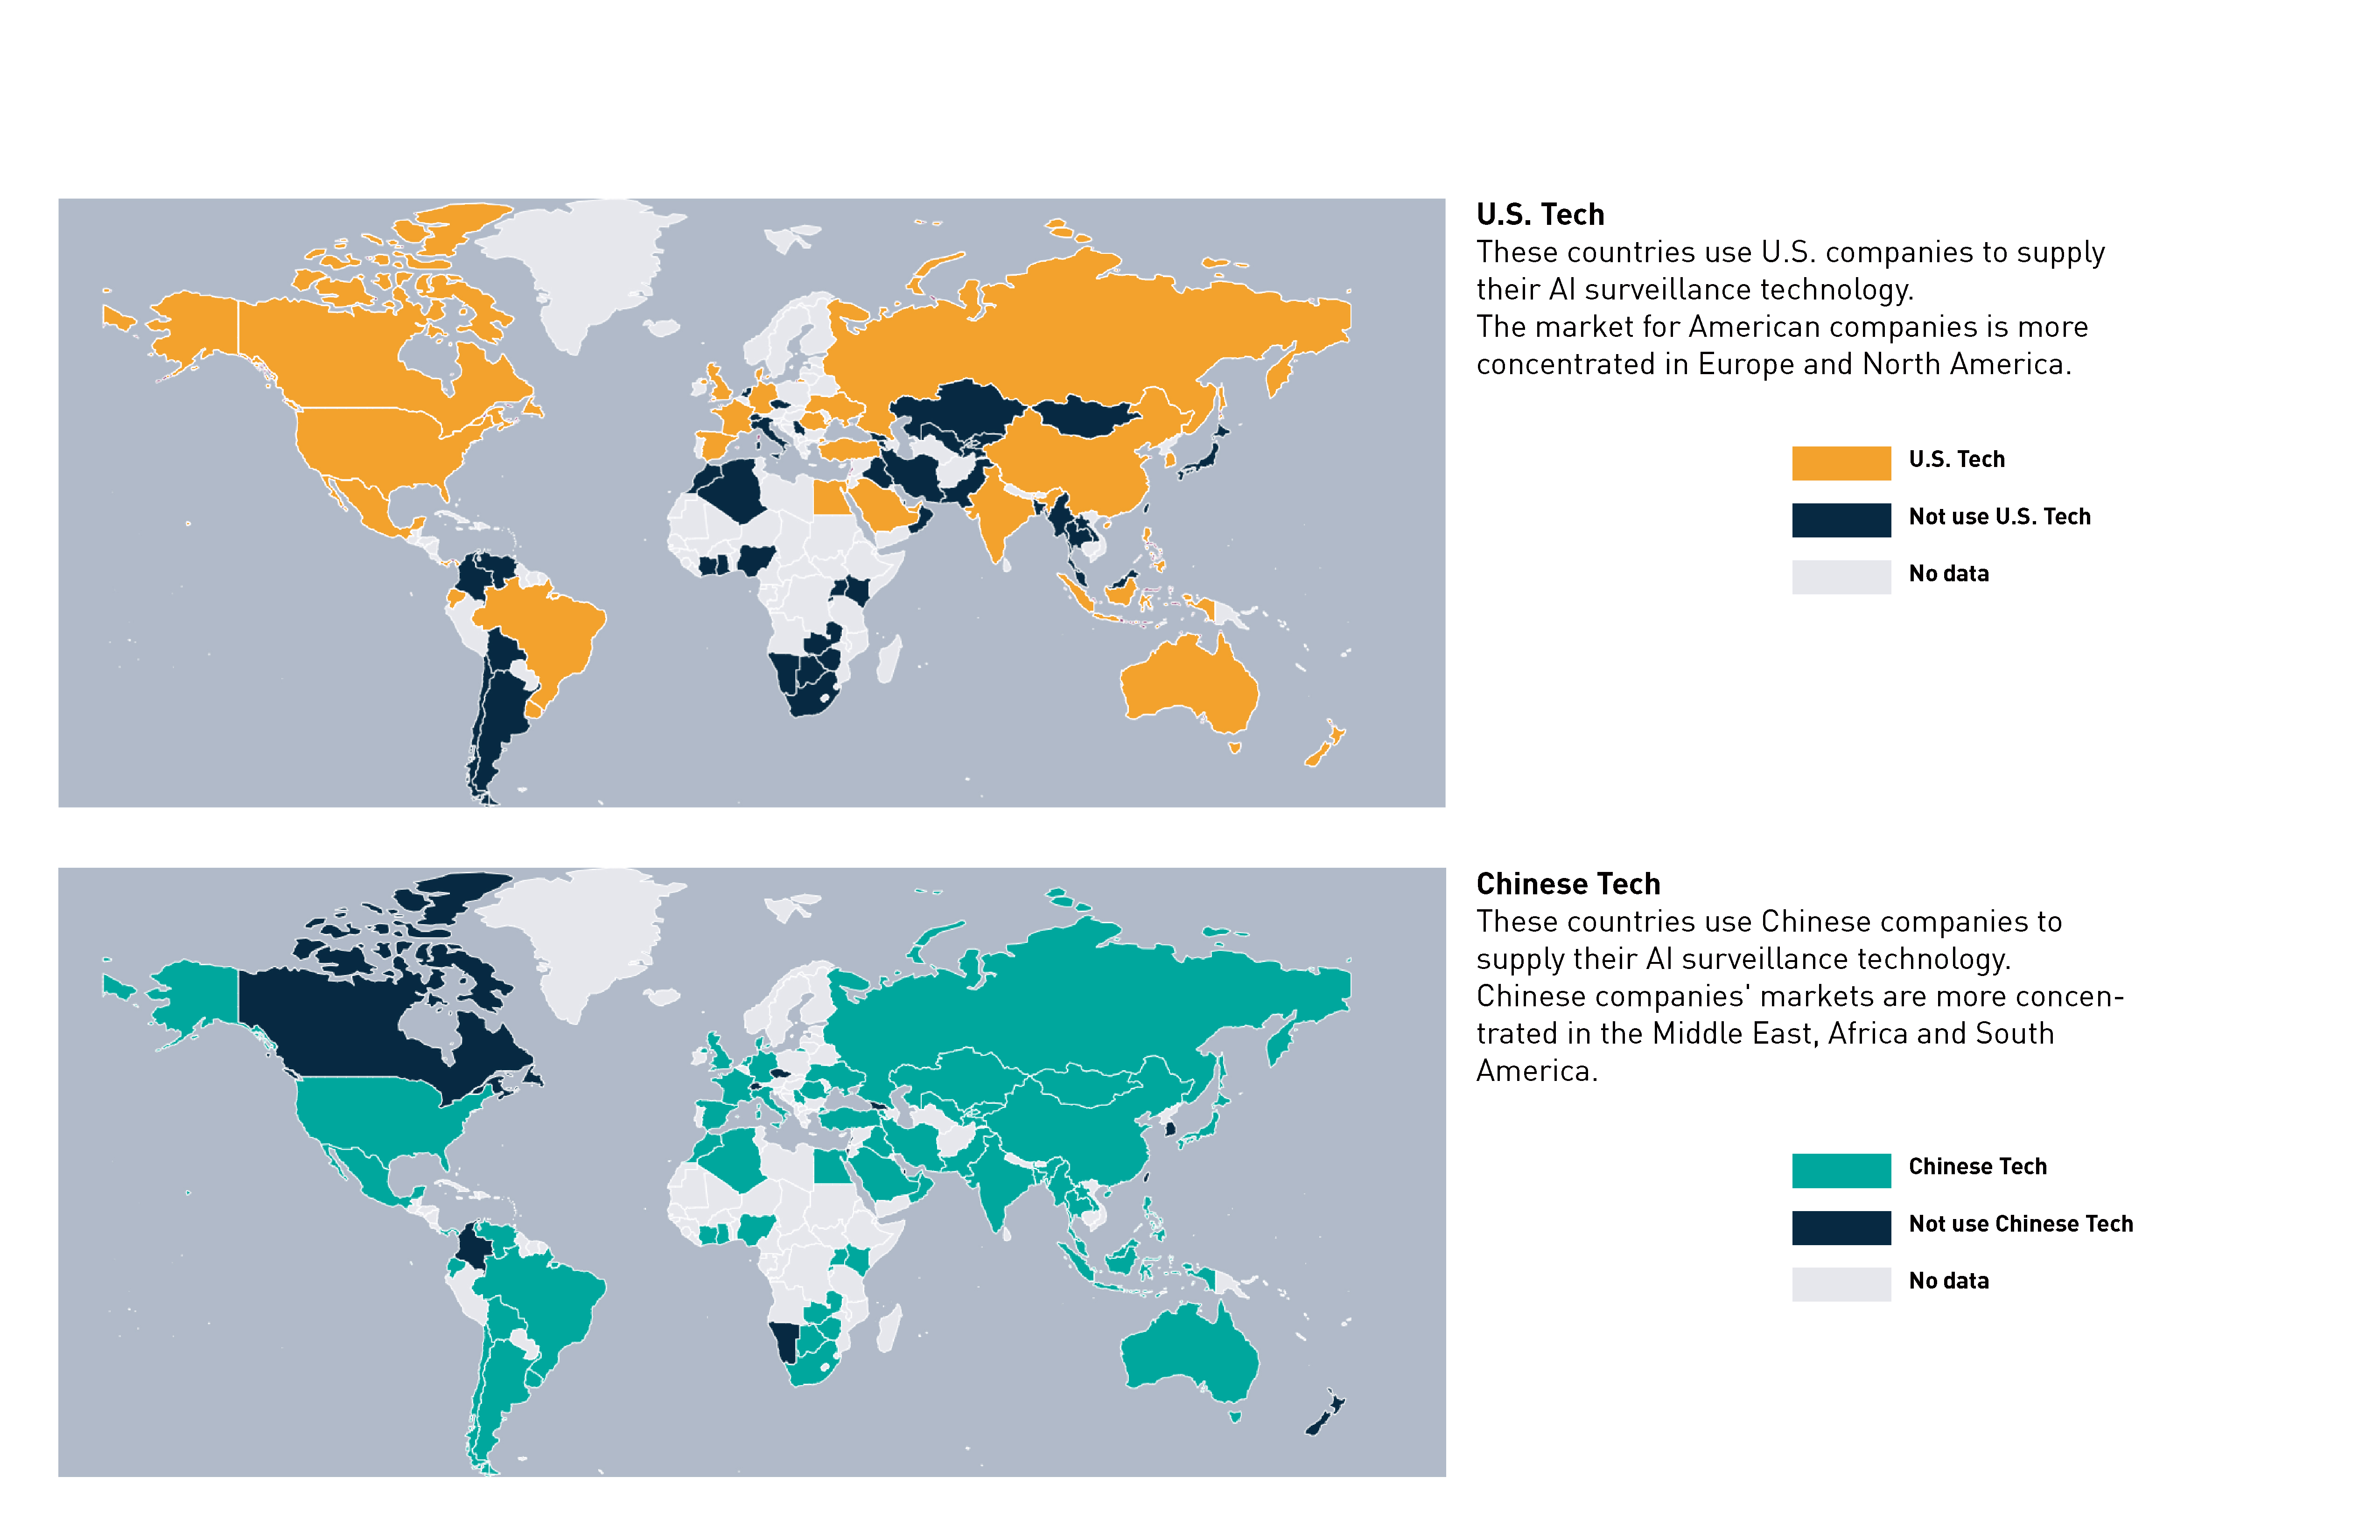 U.S. Tech
These countries use U.S. companies to supply
their AI surveillance technology.
The market for American companies is more
concentrated in Europe and North America.
U.S. Tech
Not use U.S. Tech
No data
Chinese Tech
These countries use Chinese companies to
supply their AI surveillance technology.
Chinese companies' markets are more concen-
trated in the Middle East, Africa and South
America.
Chinese Tech
Not use Chinese Tech
No data